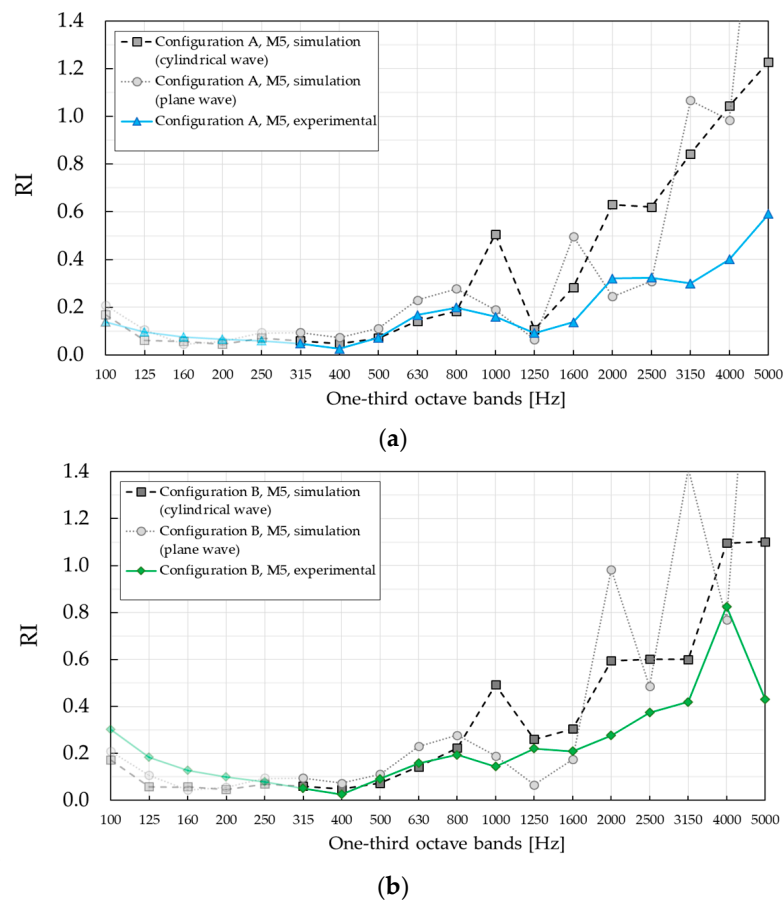 1.4
Configuration A, M5, simulation
(cylindrical wave)
Configuration A, M5, simulation
(plane wave)
Configuration A, M5, experimental
1.2
1.0
0.8
RI
0.6
0.4
0.2
0.0
100 125 160 200 250 315 400 500 630 800 1000 1250 1600 2000 2500 3150 4000 5000
One-third octave bands [Hz]
(a)
1.4
Configuration B, M5, simulation
(cylindrical wave)
Configuration B, M5, simulation
(plane wave)
Configuration B, M5, experimental
1.2
1.0
0.8
RI
0.6
0.4
0.2
0.0
100 125 160 200 250 315 400 500 630 800 1000 1250 1600 2000 2500 3150 4000 5000
One-third octave bands [Hz]
(b)